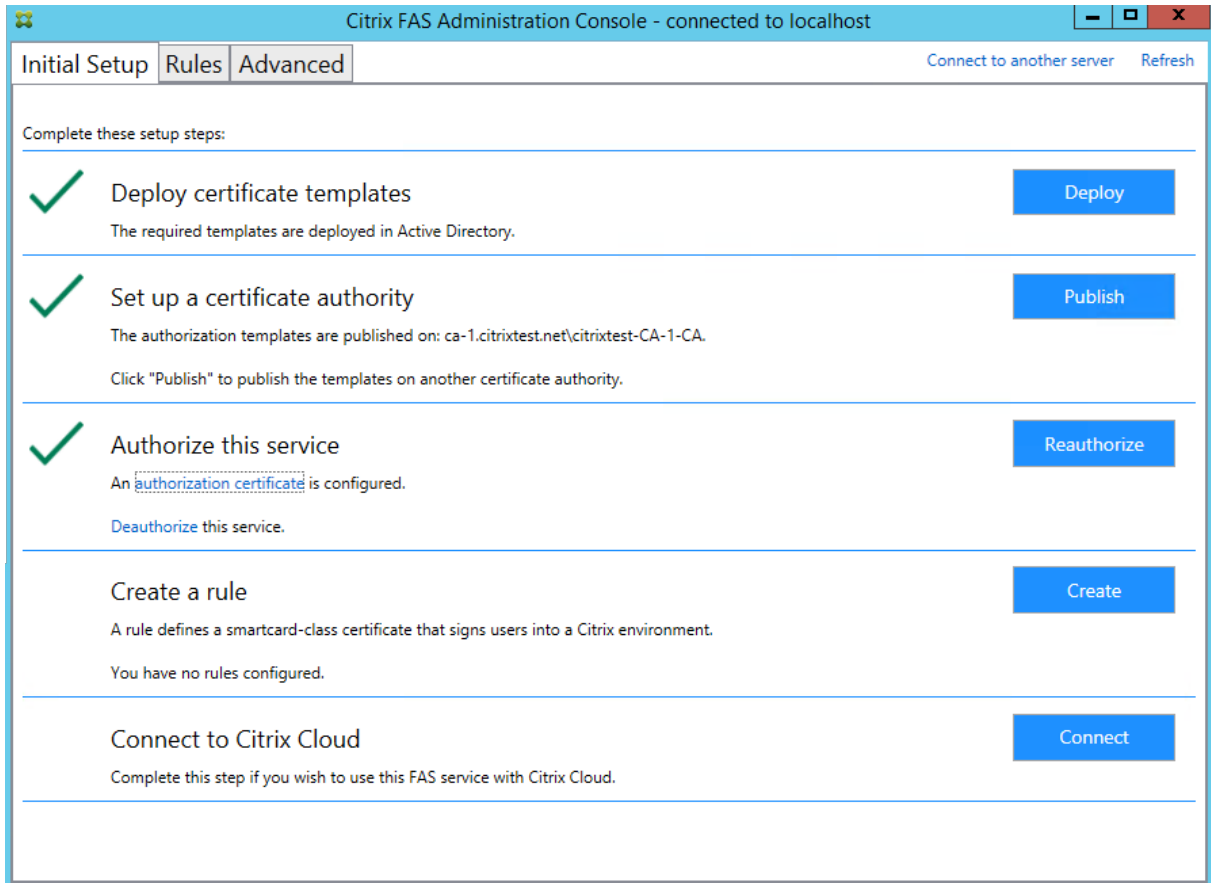 Citrix FAS Administration Console - connected to localhost
Initial Setup Rules Advanced Connect to another server Refresh
Complete these setup steps:
Deploy certificate templates
Deploy
The required templates are deployed in Active Directory.
Set up a certificate authority
Publish
The authorization templates are published on: ca-1.citrixtest.net\citrixtest-CA-1-CA.
Click "Publish" to publish the templates on another certificate authority.
Authorize this service
Reauthorize
An authorization certificate is configured.
Deauthorize this service.
Create a rule
Create
A rule defines a smartcard-class certificate that signs users into a Citrix environment.
You have no rules configured.
Connect to Citrix Cloud
Connect
Complete this step if you wish to use this FAS service with Citrix Cloud.